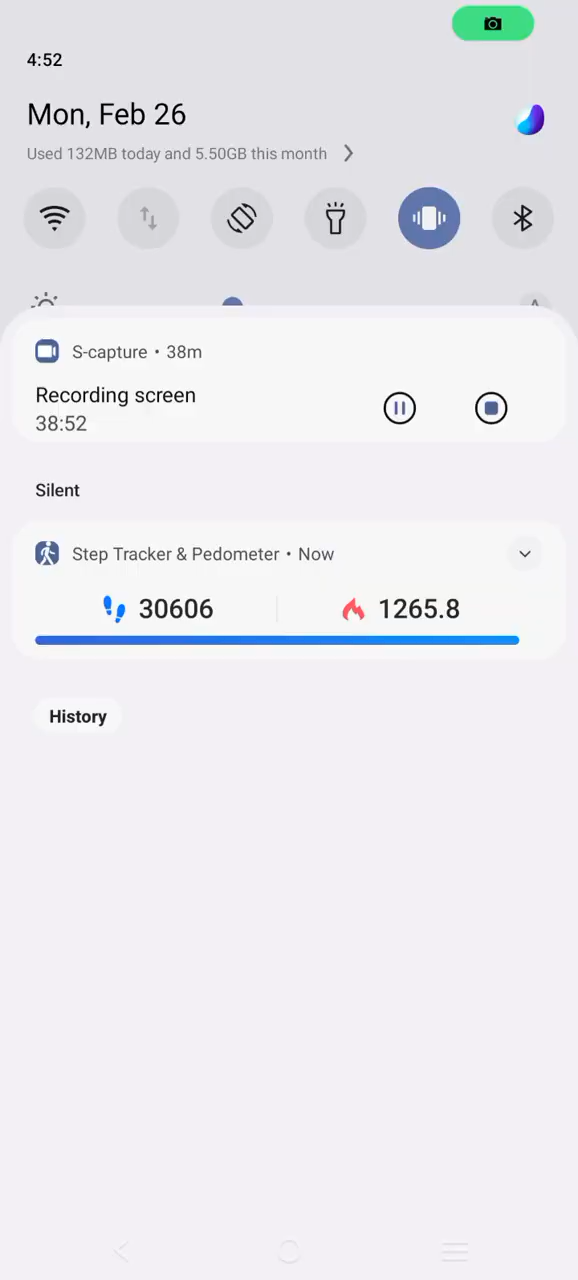 4:52
Mon, Feb 26
Used 132MB today and 5.50GB this month
S-capture • 38m
Recording screen
38:52
Silent
Step Tracker & Pedometer • Now
30606
1265.8
History